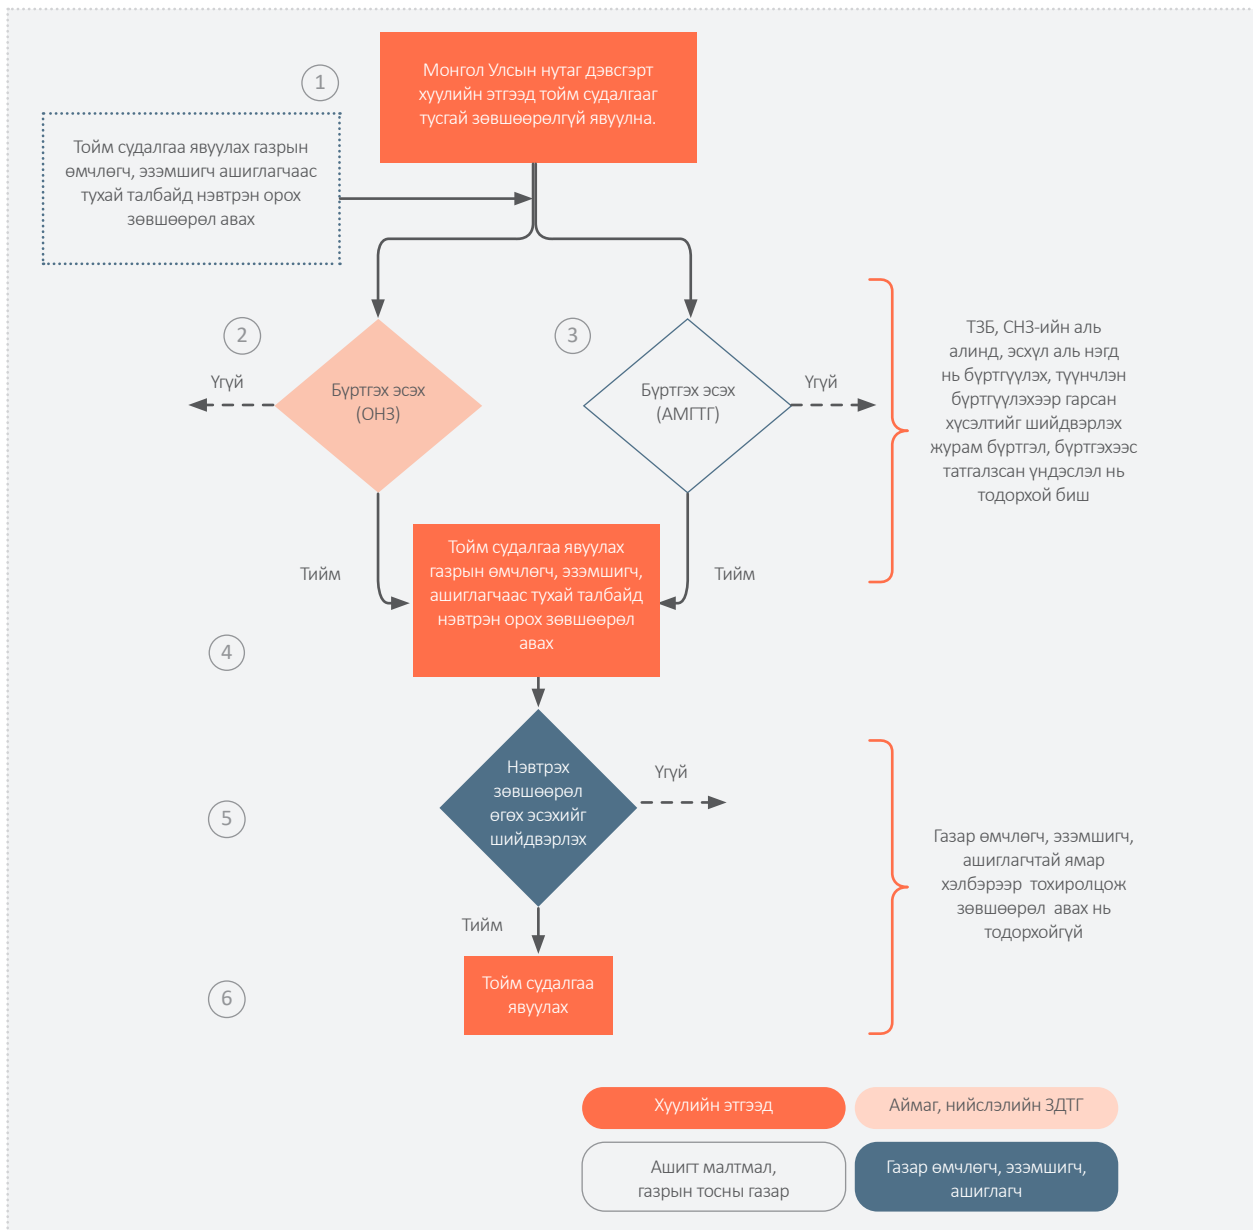 1
Монгол Улсын нутаг дэвсгэрт
хуулийн этгээд тойм судалгааг
тусгай зөвшөөрөлгүй явуулна.
Тойм судалгаа явуулах газрын
өмчлөгч, эзэмшигч ашиглагчаас
тухай талбайд нэвтрэн орох
зөвшөөрөл авах
2
3
Үгүй
Бүртгэх эсэх
(ОНЗ)
Бүртгэх эсэх
(АМГТГ)
Үгүй
ТЗБ, СНЗ-ийн аль
алинд, эсхүл аль нэгд
нь бүртгүүлэх, түүнчлэн
бүртгүүлэхээр гарсан
хүсэлтийг шийдвэрлэх
журам бүртгэл, бүртгэхээс
татгалзсан үндэслэл нь
тодорхой биш
Тийм
Тойм судалгаа явуулах
газрын өмчлөгч, эзэмшигч,
ашиглагчаас тухай талбайд
нэвтрэн орох зөвшөөрөл
авах
Тийм
4
Нэвтрэх
зөвшөөрөл
өгөх эсэхийг
шийдвэрлэх
Үгүй
5
Газар өмчлөгч, эзэмшигч,
ашиглагчтай ямар
хэлбэрээр тохиролцож
зөвшөөрөл авах нь
тодорхойгүй
Тийм
6
Тойм судалгаа
явуулах
Хуулийн этгээд
Аймаг, нийслэлийн ЗДТГ
Ашигт малтмал,
газрын тосны газар
Газар өмчлөгч, эзэмшигч,
ашиглагч